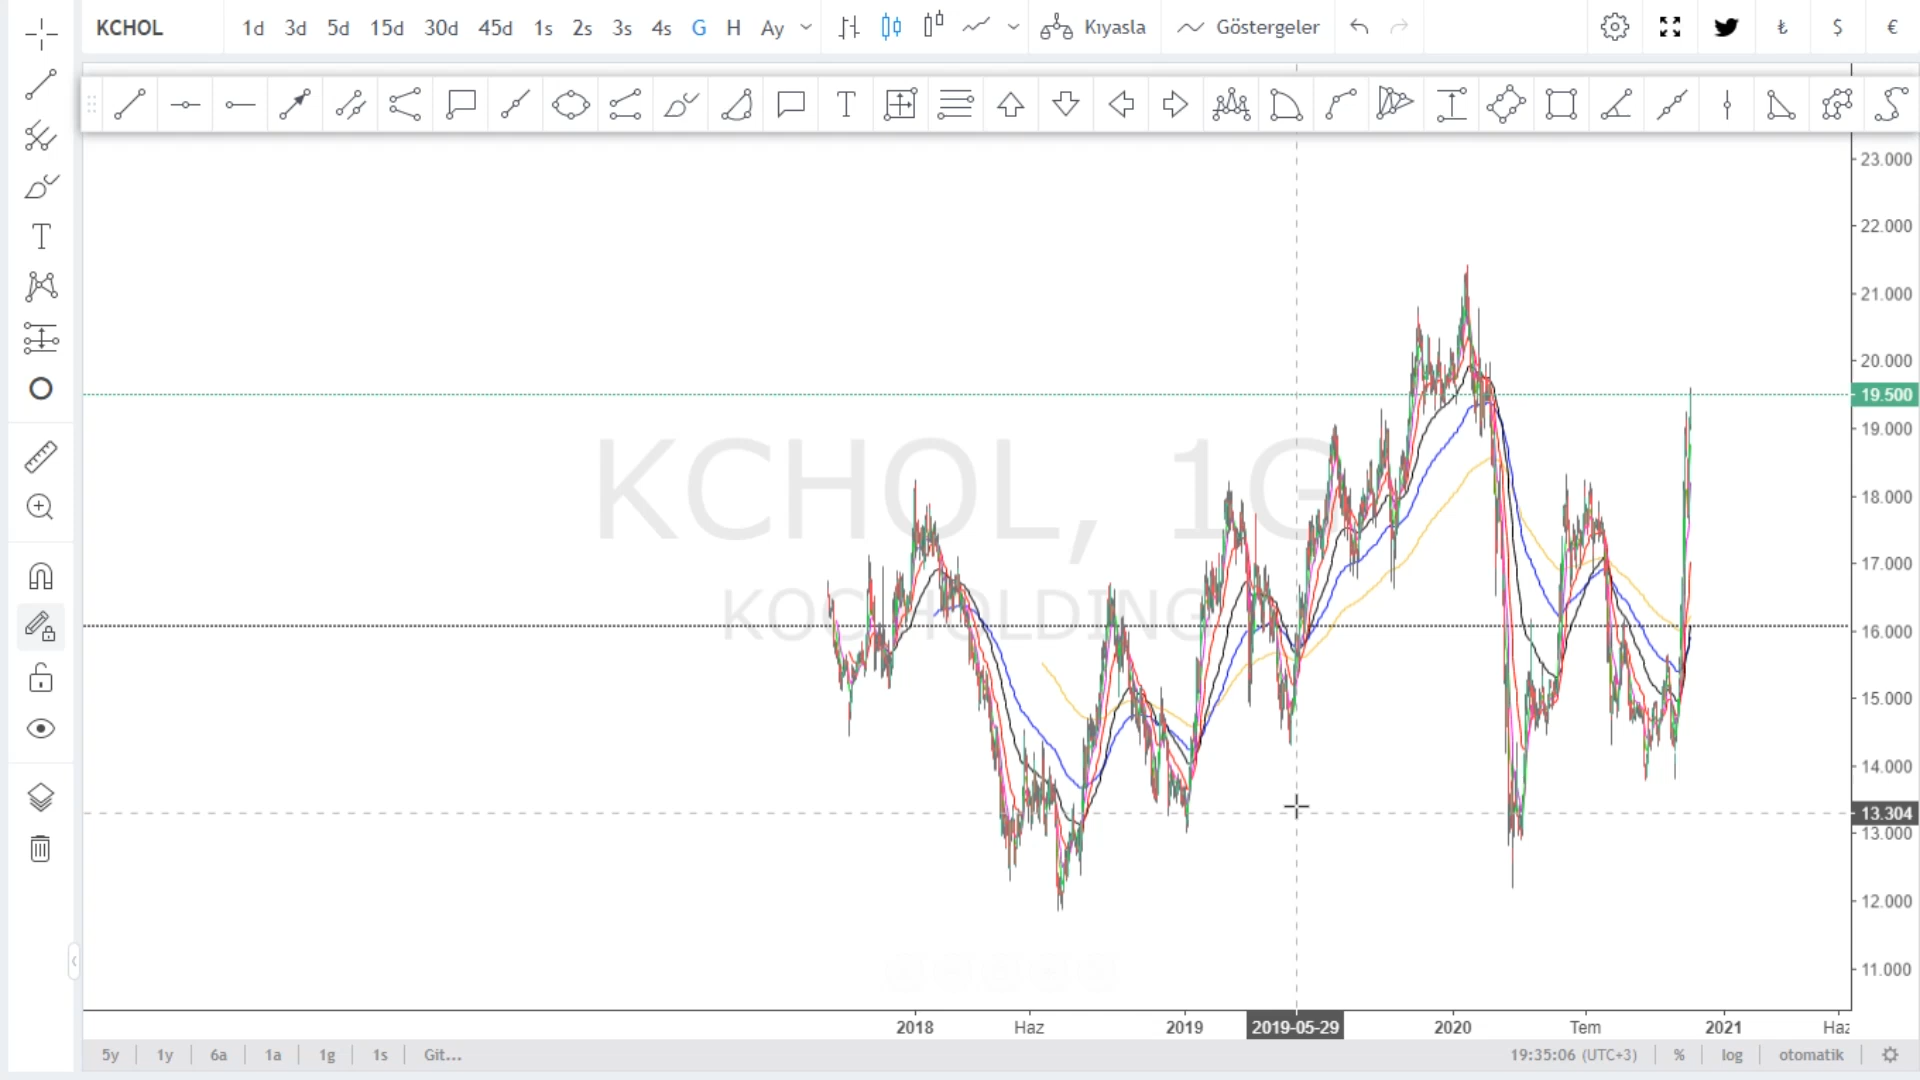 KCHOL 1d 3d 5d 15d 30d 45d 1s 2s 3s 4s G H Ay Kıyasla Göstergeler ₺ $ €
T
T
23.000
22.000
21.000
20.000
19.500
19.000
KCHOL, 1G
18.000
17.000
KOC HOLDING
16.000
15.000
14.000
13.304
13.000
12.000
11.000
2018 Haz 2019 2019-05-29 2020 Tem 2021 Haz
5y 1y 6a 1a 1g 1s Git... 19:35:06 (UTC+3) % log otomatik